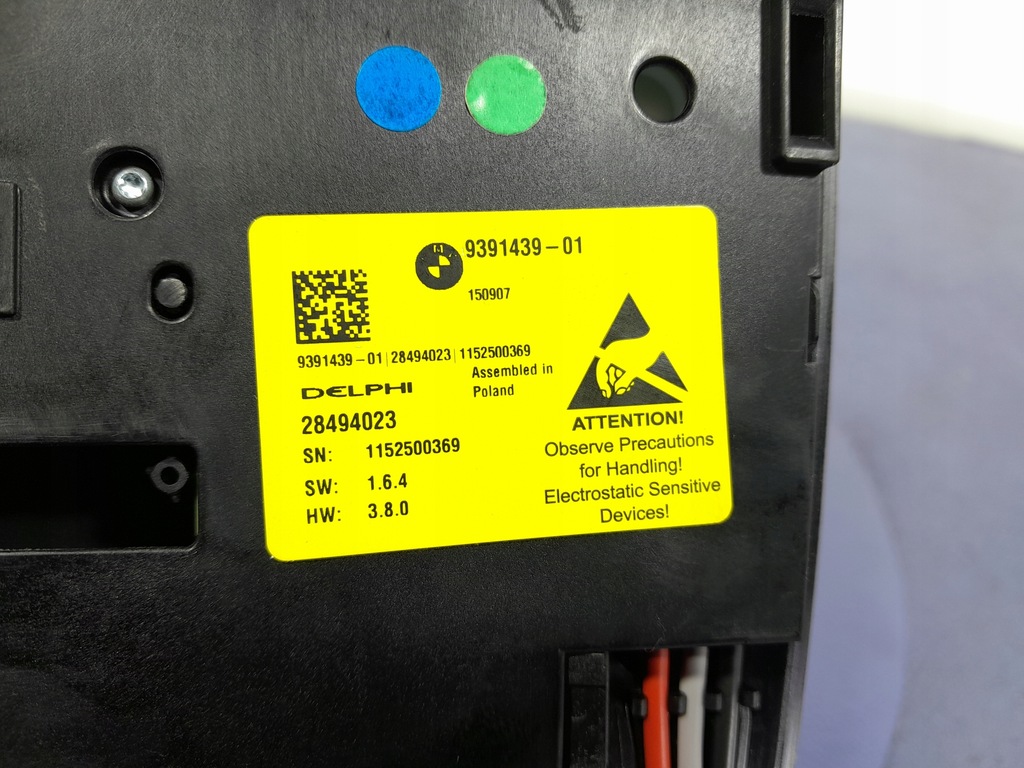 9391439-01
150907
9391439-01|28494023|1152500369
Assembled in
Poland
DELPHI
28494023
SN: 1152500369
SW: 1.6.4
HW: 3.8.0
ATTENTION!
Observe Precautions
for Handling!
Electrostatic Sensitive
Devices!